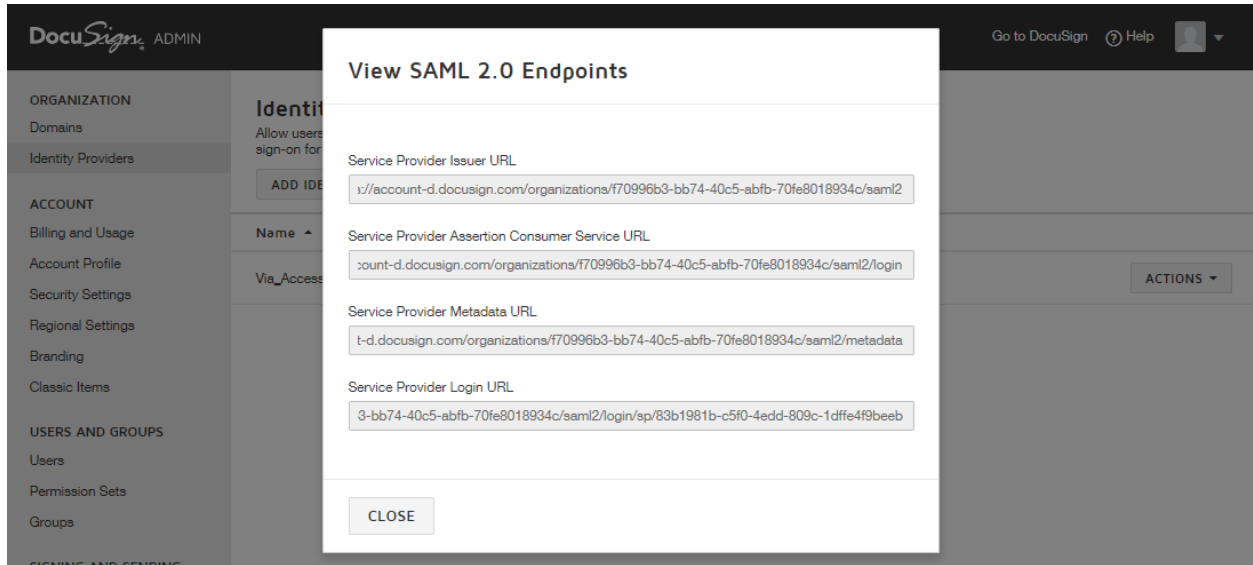 DocuSign ADMIN
Go to DocuSign
? Help
ORGANIZATION
Domains
Identity Providers
ACCOUNT
Billing and Usage
Account Profile
Security Settings
Regional Settings
Branding
Classic Items
USERS AND GROUPS
Users
Permission Sets
Groups
SIGNING AND SENDING
Identit
Allow users
sign-on for
ADD IDE
Name
Via_Access
ACTIONS
View SAML 2.0 Endpoints
Service Provider Issuer URL
://account-d.docusign.com/organizations/f70996b3-bb74-40c5-abfb-70fe8018934c/saml2
Service Provider Assertion Consumer Service URL
count-d.docusign.com/organizations/f70996b3-bb74-40c5-abfb-70fe8018934c/saml2/login
Service Provider Metadata URL
t-d.docusign.com/organizations/f70996b3-bb74-40c5-abfb-70fe8018934c/saml2/metadata
Service Provider Login URL
3-bb74-40c5-abfb-70fe8018934c/saml2/login/sp/83b1981b-c5f0-4edd-809c-1dffe4f9beeb
CLOSE